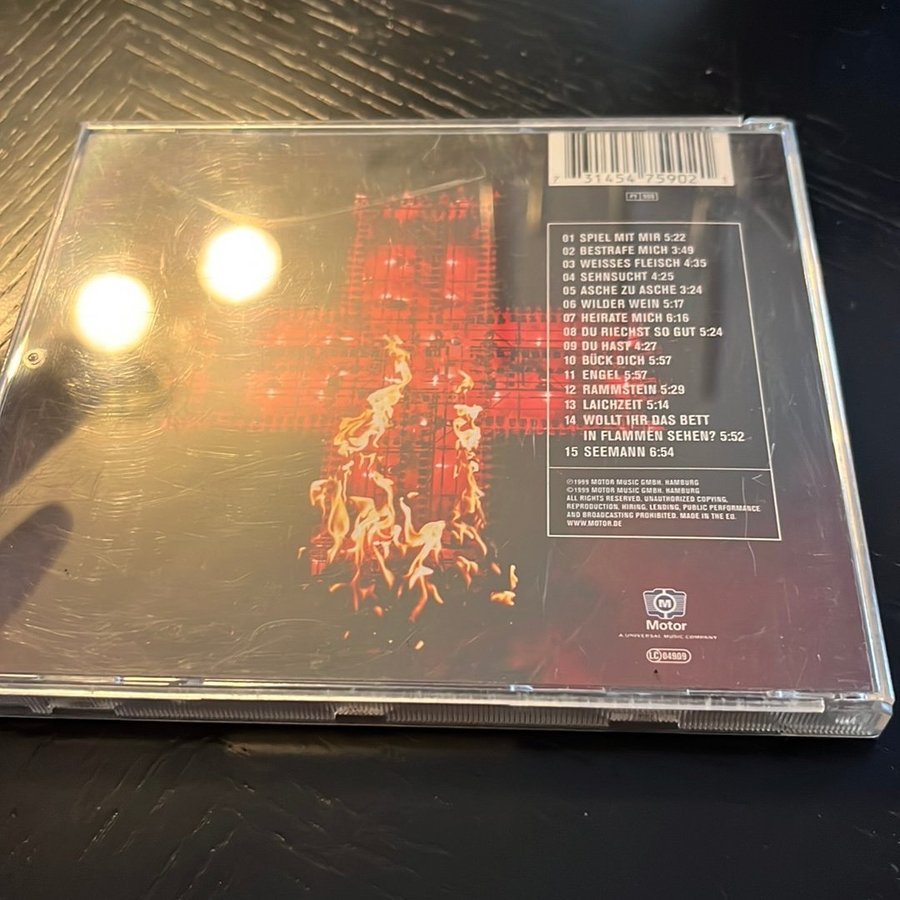 7 31454 75902 1
PY 999
01 SPIEL MIT MIR 5:22
02 BESTRAFE MICH 3:49
03 WEISSES FLEISCH 4:35
04 SEHNSUCHT 4:25
05 ASCHE ZU ASCHE 3:24
06 WILDER WEIN 5:17
07 HEIRATE MICH 6:16
08 DU RIECHST SO GUT 5:24
09 DU HAST 4:27
10 BÜCK DICH 5:57
11 ENGEL 5:57
12 RAMMSTEIN 5:29
13 LAICHZEIT 5:14
14 WOLLT IHR DAS BETT
IN FLAMMEN SEHEN? 5:52
15 SEEMANN 6:54
℗1999 MOTOR MUSIC GMBH. HAMBURG
©1999 MOTOR MUSIC GMBH. HAMBURG
ALL RIGHTS RESERVED. UNAUTHORIZED COPYING,
REPRODUCTION, HIRING, LENDING, PUBLIC PERFORMANCE
AND BROADCASTING PROHIBITED. MADE IN THE EU.
WWW.MOTOR.DE
M
Motor
A UNIVERSAL MUSIC COMPANY
LC 04909